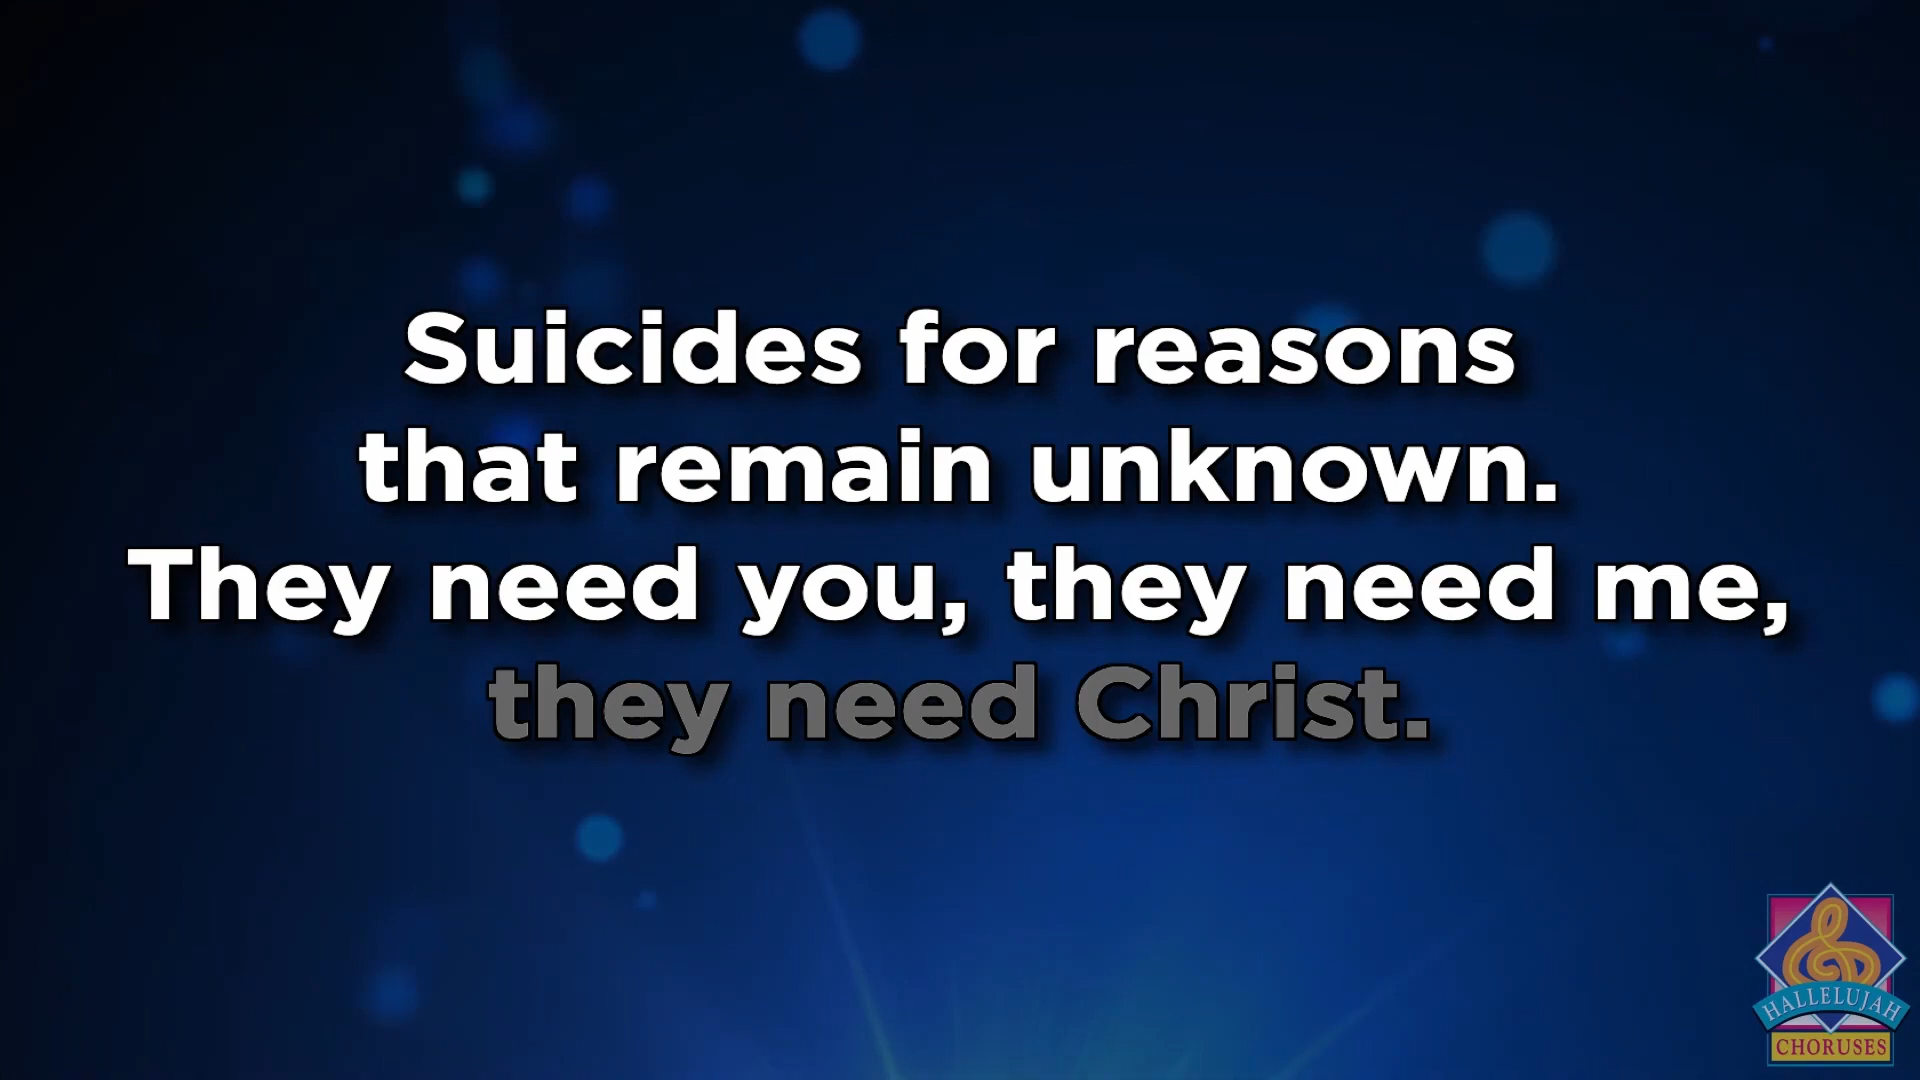 Suicides for reasons
that remain unknown.
They need you, they need me,
they need Christ.
HALLELUJAH
CHORUSES